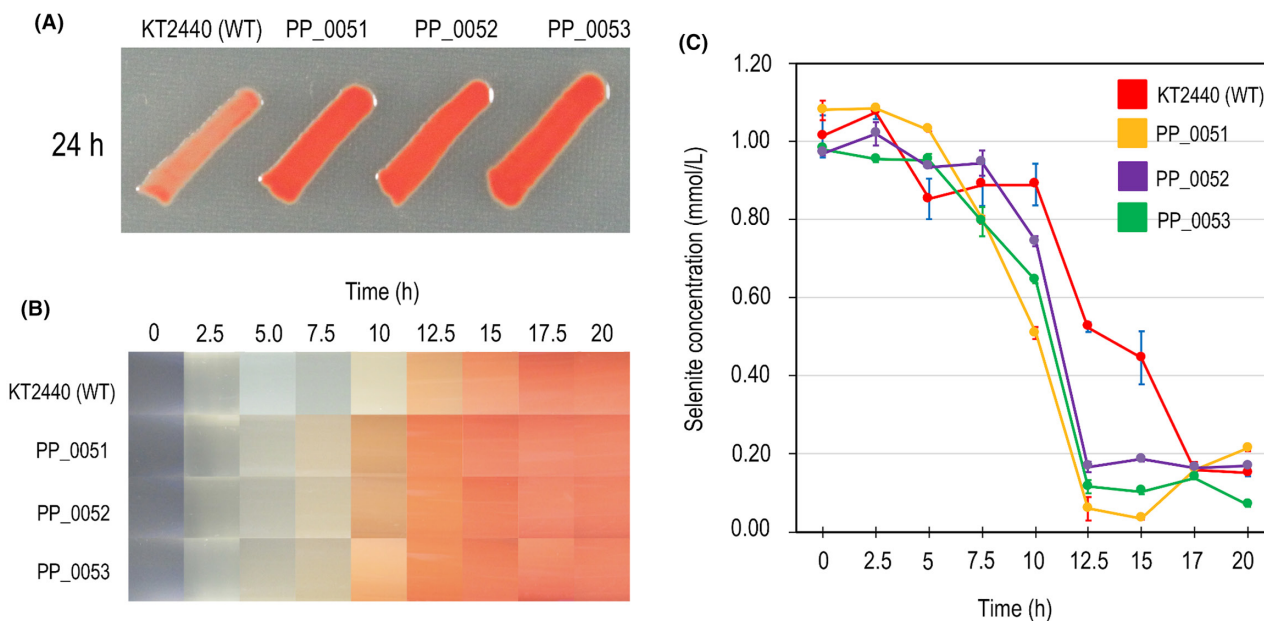 (A)
KT2440 (WT) PP_0051 PP_0052 PP_0053
24 h
(B)
Time (h)
0 2.5 5.0 7.5 10 12.5 15 17.5 20
KT2440 (WT)
PP_0051
PP_0052
PP_0053
(C)
Selenite concentration (mmol/L)
1.20
1.00
0.80
0.60
0.40
0.20
0.00
KT2440 (WT)
PP_0051
PP_0052
PP_0053
0 2.5 5 7.5 10 12.5 15 17 20
Time (h)